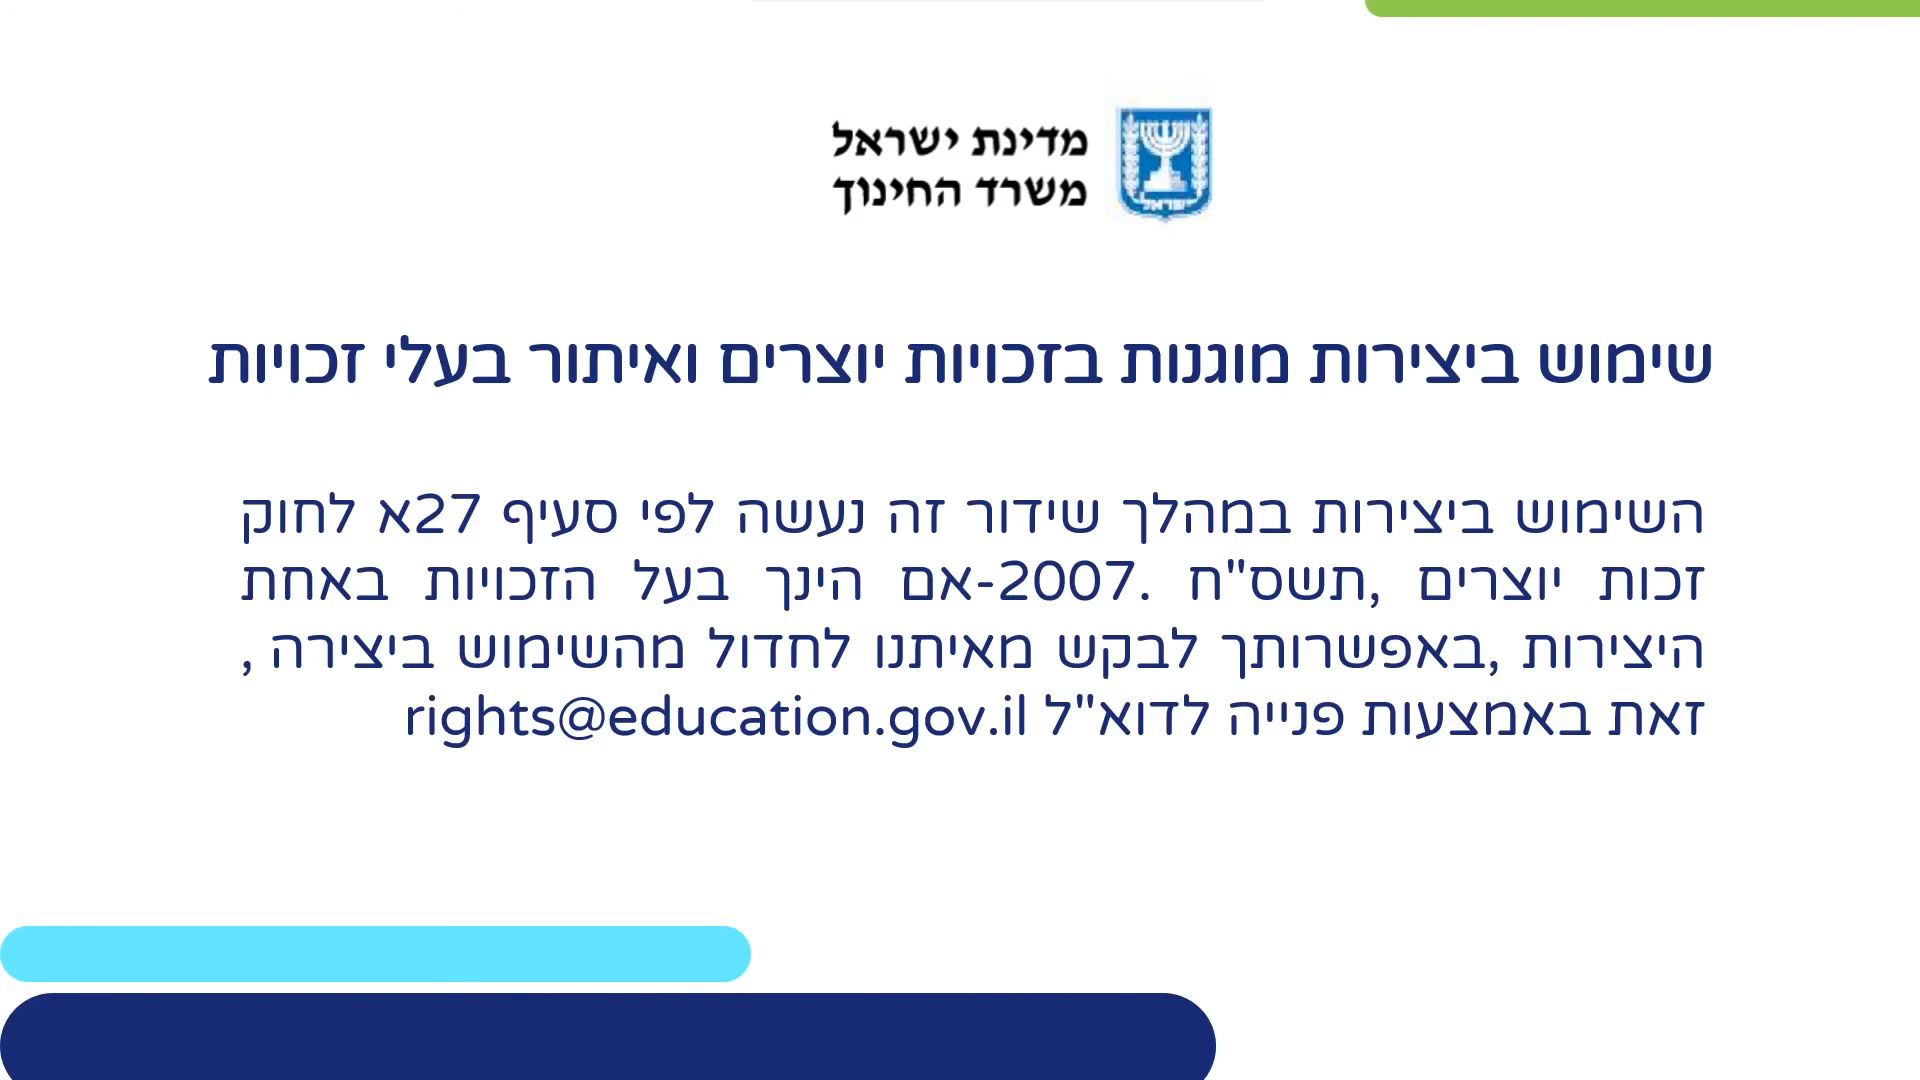 מדינת ישראל
משרד החינוך
ישראל
שימוש ביצירות מוגנות בזכויות יוצרים ואיתור בעלי זכויות
השימוש ביצירות במהלך שידור זה נעשה לפי סעיף 27א לחוק
זכות יוצרים ,תשס"ח .2007-אם הינך בעל הזכויות באחת
היצירות ,באפשרותך לבקש מאיתנו לחדול מהשימוש ביצירה ,
זאת באמצעות פנייה לדוא"ל rights@education.gov.il